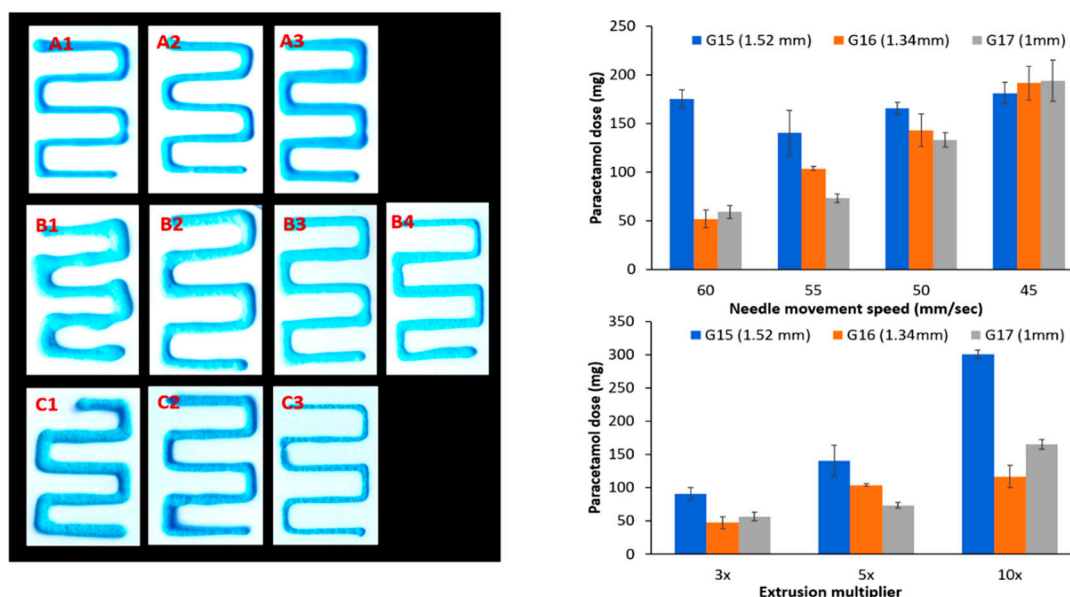 A1 A2 A3
B1 B2 B3 B4
C1 C2 C3
250
G15 (1.52 mm) G16 (1.34mm) G17 (1mm)
200
150
100
50
0
Paracetamol dose (mg)
60 55 50 45
Needle movement speed (mm/sec)
350
G15 (1.52 mm) G16 (1.34mm) G17 (1mm)
300
250
200
150
100
50
0
Paracetamol dose (mg)
3x 5x 10x
Extrusion multiplier